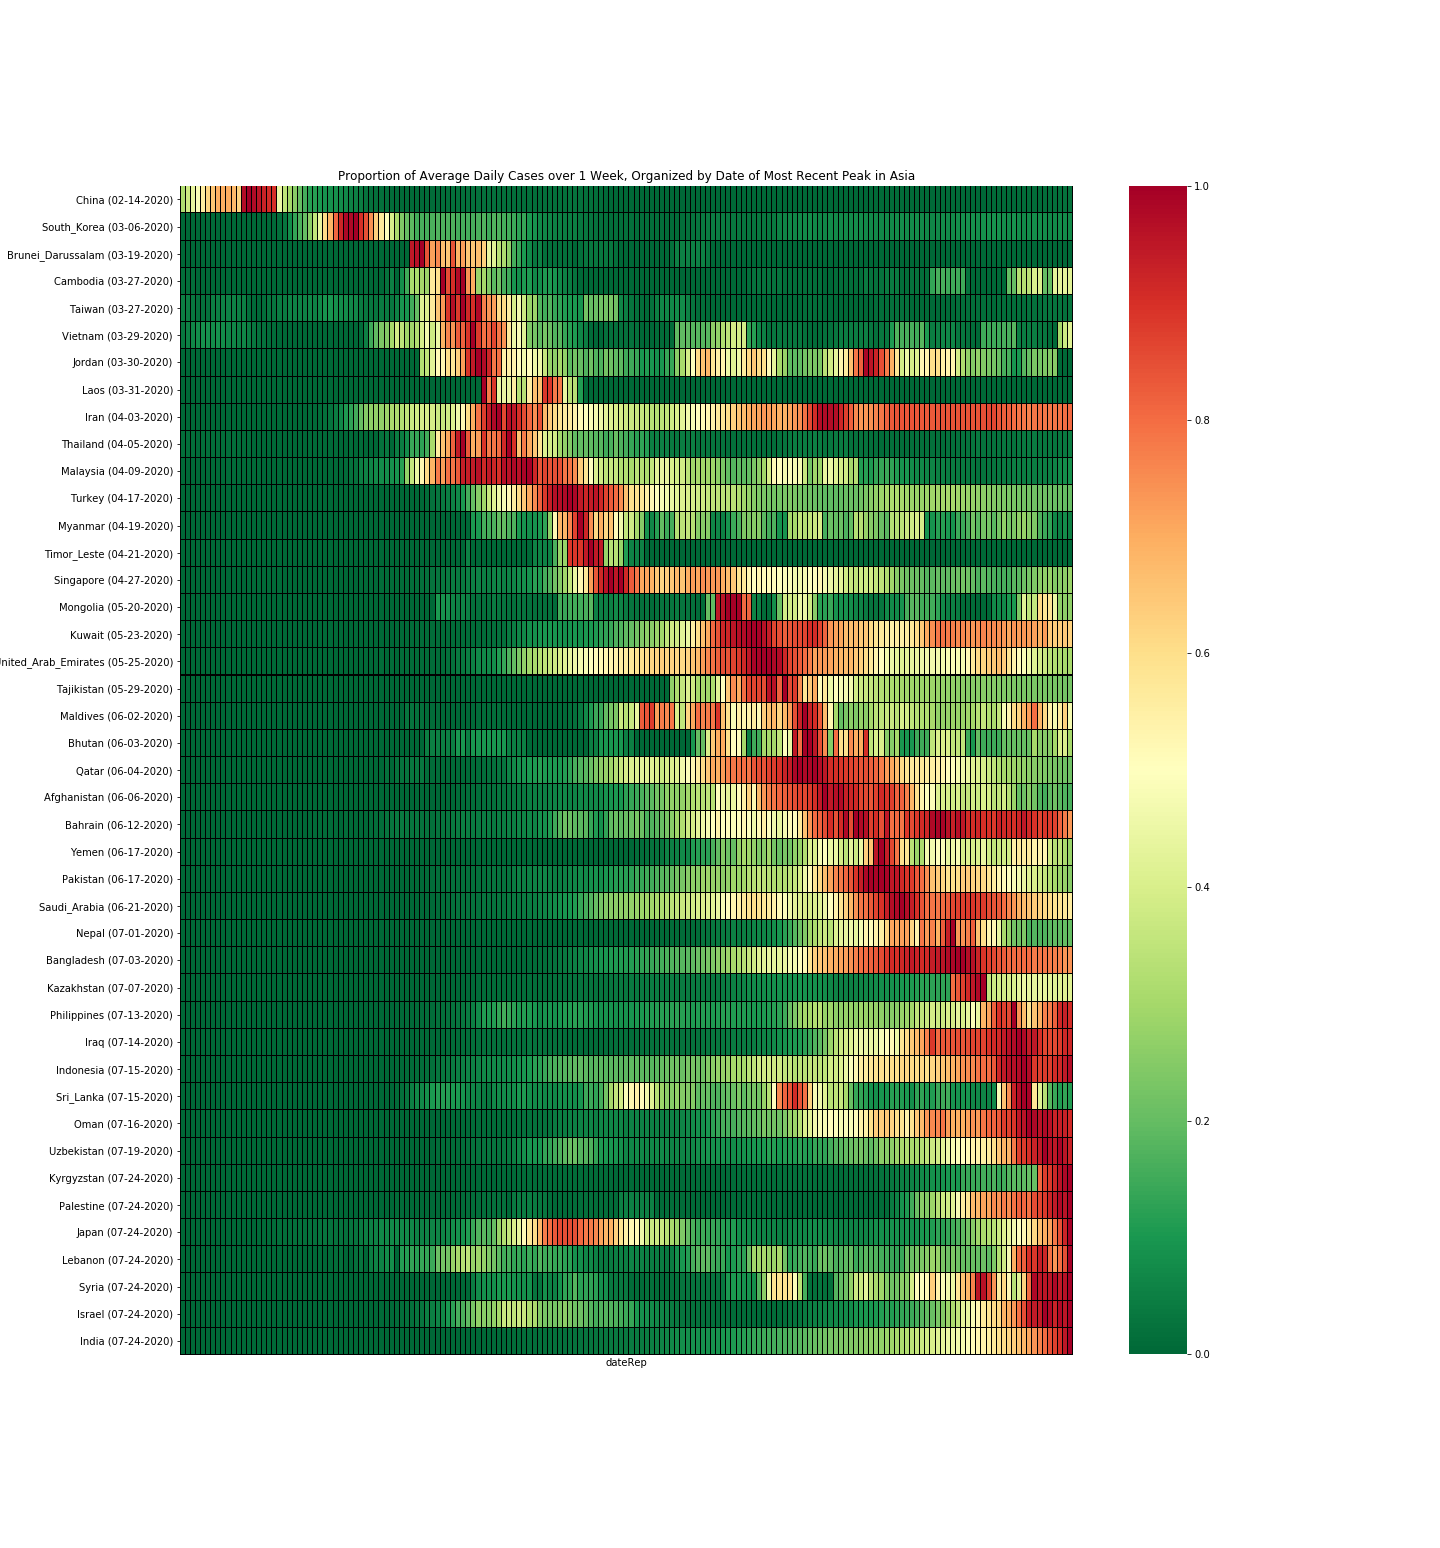 Proportion of Average Daily Cases over 1 Week, Organized by Date of Most Recent Peak in Asia
China (02-14-2020)
South_Korea (03-06-2020)
Brunei_Darussalam (03-19-2020)
Cambodia (03-27-2020)
Taiwan (03-27-2020)
Vietnam (03-29-2020)
Jordan (03-30-2020)
Laos (03-31-2020)
Iran (04-03-2020)
Thailand (04-05-2020)
Malaysia (04-09-2020)
Turkey (04-17-2020)
Myanmar (04-19-2020)
Timor_Leste (04-21-2020)
Singapore (04-27-2020)
Mongolia (05-20-2020)
Kuwait (05-23-2020)
nited_Arab_Emirates (05-25-2020)
Tajikistan (05-29-2020)
Maldives (06-02-2020)
Bhutan (06-03-2020)
Qatar (06-04-2020)
Afghanistan (06-06-2020)
Bahrain (06-12-2020)
Yemen (06-17-2020)
Pakistan (06-17-2020)
Saudi_Arabia (06-21-2020)
Nepal (07-01-2020)
Bangladesh (07-03-2020)
Kazakhstan (07-07-2020)
Philippines (07-13-2020)
Iraq (07-14-2020)
Indonesia (07-15-2020)
Sri_Lanka (07-15-2020)
Oman (07-16-2020)
Uzbekistan (07-19-2020)
Kyrgyzstan (07-24-2020)
Palestine (07-24-2020)
Japan (07-24-2020)
Lebanon (07-24-2020)
Syria (07-24-2020)
Israel (07-24-2020)
India (07-24-2020)
dateRep
1.0
0.8
0.6
0.4
0.2
0.0